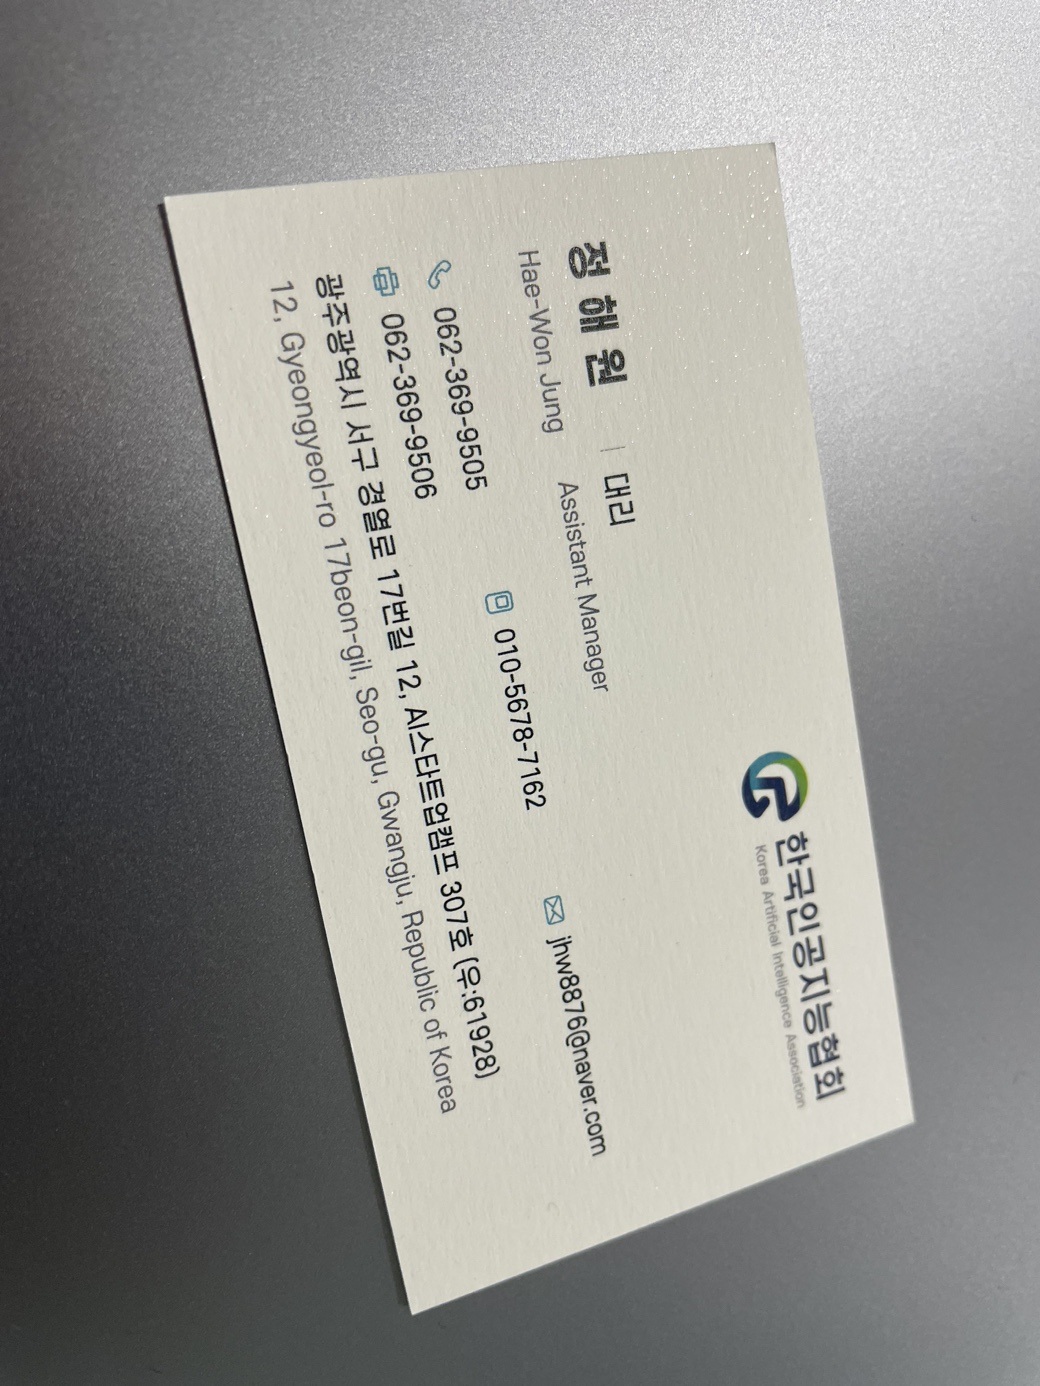 한국인공지능협회
Korea Artificial Intelligence Association
정해원 | 대리
Hae-Won Jung Assistant Manager
062-369-9505 010-5678-7162 jhw8876@naver.com
062-369-9506
광주광역시 서구 경열로 17번길 12, AI스타트업캠프 307호 (우:61928)
12, Gyeongyeol-ro 17beon-gil, Seo-gu, Gwangju, Republic of Korea